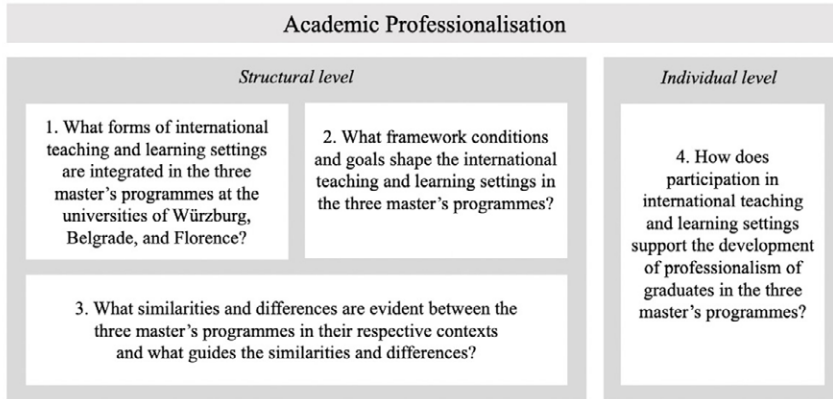 Academic Professionalisation
Structural level
1. What forms of international
teaching and learning settings
are integrated in the three
master's programmes at the
universities of Würzburg,
Belgrade, and Florence?
2. What framework conditions
and goals shape the international
teaching and learning settings in
the three master's programmes?
3. What similarities and differences are evident between the
three master's programmes in their respective contexts
and what guides the similarities and differences?
Individual level
4. How does
participation in
international teaching
and learning settings
support the development
of professionalism of
graduates in the three
master's programmes?